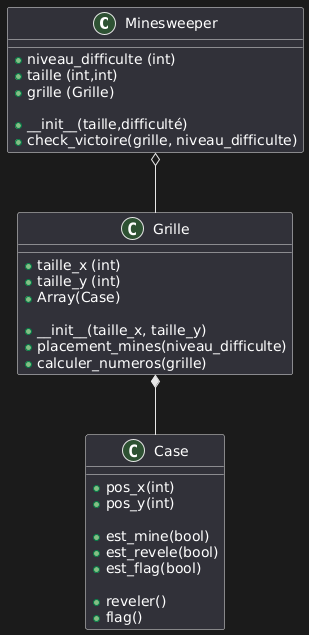 C Minesweeper
niveau_difficulte (int)
taille (int,int)
grille (Grille)
__init__(taille,difficulté)
check_victoire(grille, niveau_difficulte)
C Grille
taille_x (int)
taille_y (int)
Array(Case)
__init__(taille_x, taille_y)
placement_mines(niveau_difficulte)
calculer_numeros(grille)
C Case
pos_x(int)
pos_y(int)
est_mine(bool)
est_revele(bool)
est_flag(bool)
reveler()
flag()